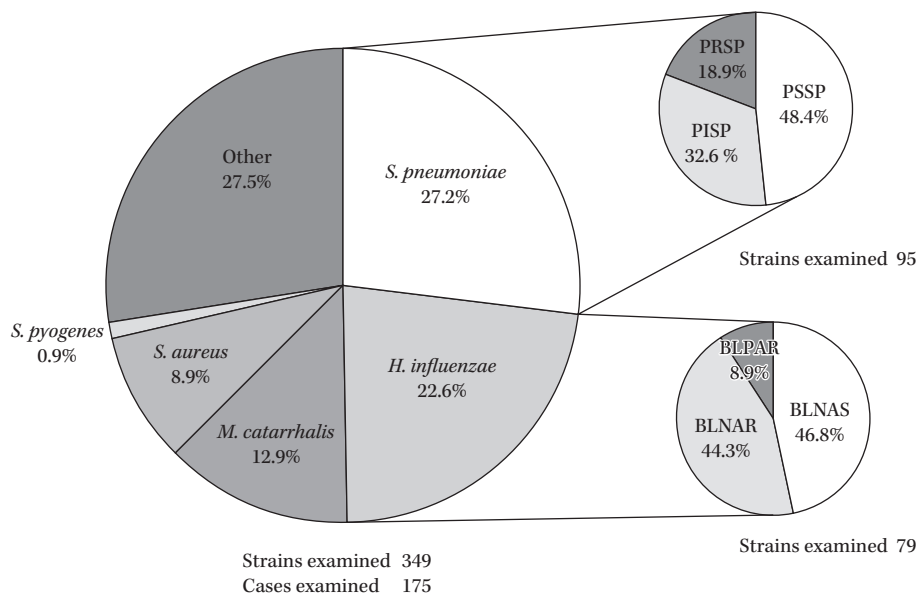 Other
27.5%
S. pneumoniae
27.2%
S. pyogenes
0.9%
S. aureus
8.9%
M. catarrhalis
12.9%
H. influenzae
22.6%
PRSP
18.9%
PSSP
48.4%
PISP
32.6 %
Strains examined 95
BLPAR
8.9%
BLNAS
46.8%
BLNAR
44.3%
Strains examined 79
Strains examined 349
Cases examined 175